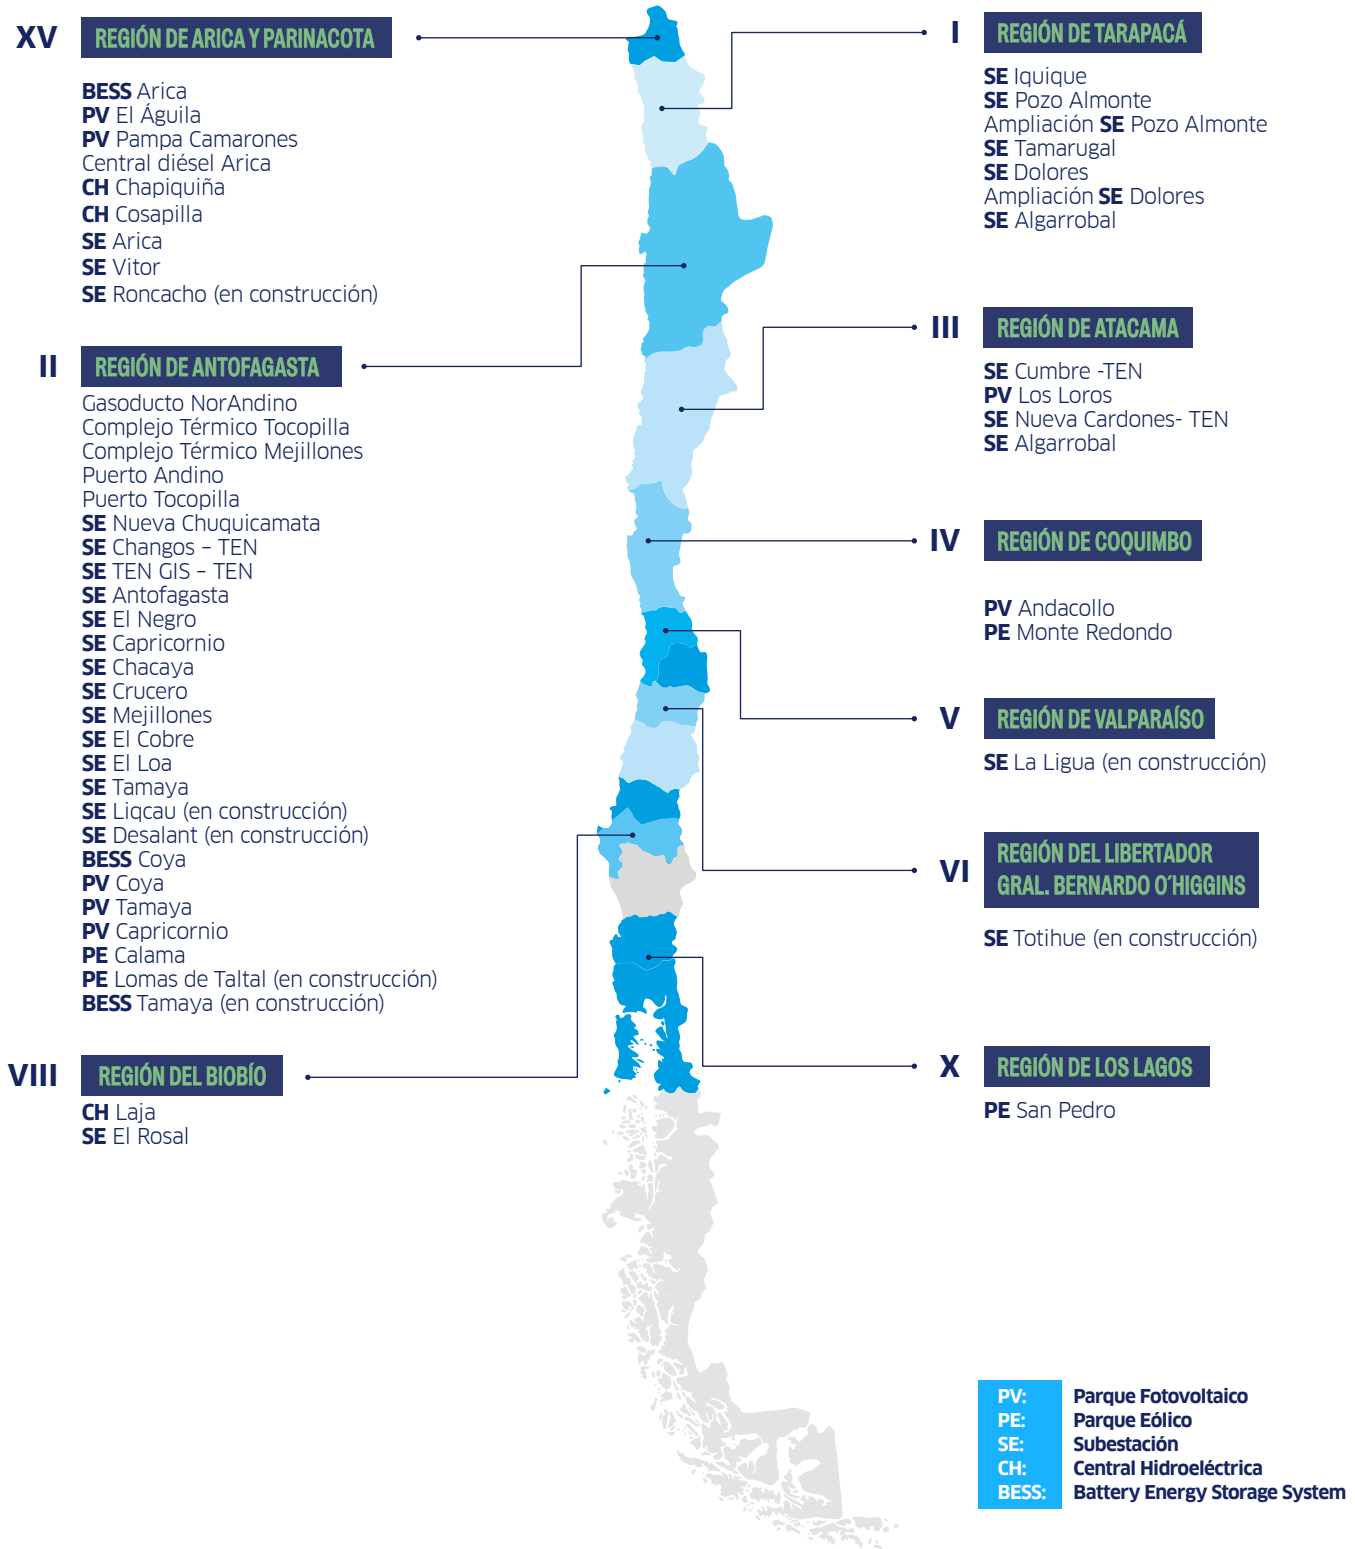 XV
REGIÓN DE ARICA Y PARINACOTA
BESS Arica
PV El Águila
PV Pampa Camarones
Central diésel Arica
CH Chapiquiña
CH Cosapilla
SE Arica
SE Vitor
SE Roncacho (en construcción)
II
REGIÓN DE ANTOFAGASTA
Gasoducto NorAndino
Complejo Térmico Tocopilla
Complejo Térmico Mejillones
Puerto Andino
Puerto Tocopilla
SE Nueva Chuquicamata
SE Changos – TEN
SE TEN GIS – TEN
SE Antofagasta
SE El Negro
SE Capricornio
SE Chacaya
SE Crucero
SE Mejillones
SE El Cobre
SE El Loa
SE Tamaya
SE Liqcau (en construcción)
SE Desalant (en construcción)
BESS Coya
PV Coya
PV Tamaya
PV Capricornio
PE Calama
PE Lomas de Taltal (en construcción)
BESS Tamaya (en construcción)
VIII
REGIÓN DEL BIOBÍO
CH Laja
SE El Rosal
I
REGIÓN DE TARAPACÁ
SE Iquique
SE Pozo Almonte
Ampliación SE Pozo Almonte
SE Tamarugal
SE Dolores
Ampliación SE Dolores
SE Algarrobal
III
REGIÓN DE ATACAMA
SE Cumbre -TEN
PV Los Loros
SE Nueva Cardones- TEN
SE Algarrobal
IV
REGIÓN DE COQUIMBO
PV Andacollo
PE Monte Redondo
V
REGIÓN DE VALPARAÍSO
SE La Ligua (en construcción)
VI
REGIÓN DEL LIBERTADOR
GRAL. BERNARDO O´HIGGINS
SE Totihue (en construcción)
X
REGIÓN DE LOS LAGOS
PE San Pedro
PV: Parque Fotovoltaico
PE: Parque Eólico
SE: Subestación
CH: Central Hidroeléctrica
BESS: Battery Energy Storage System